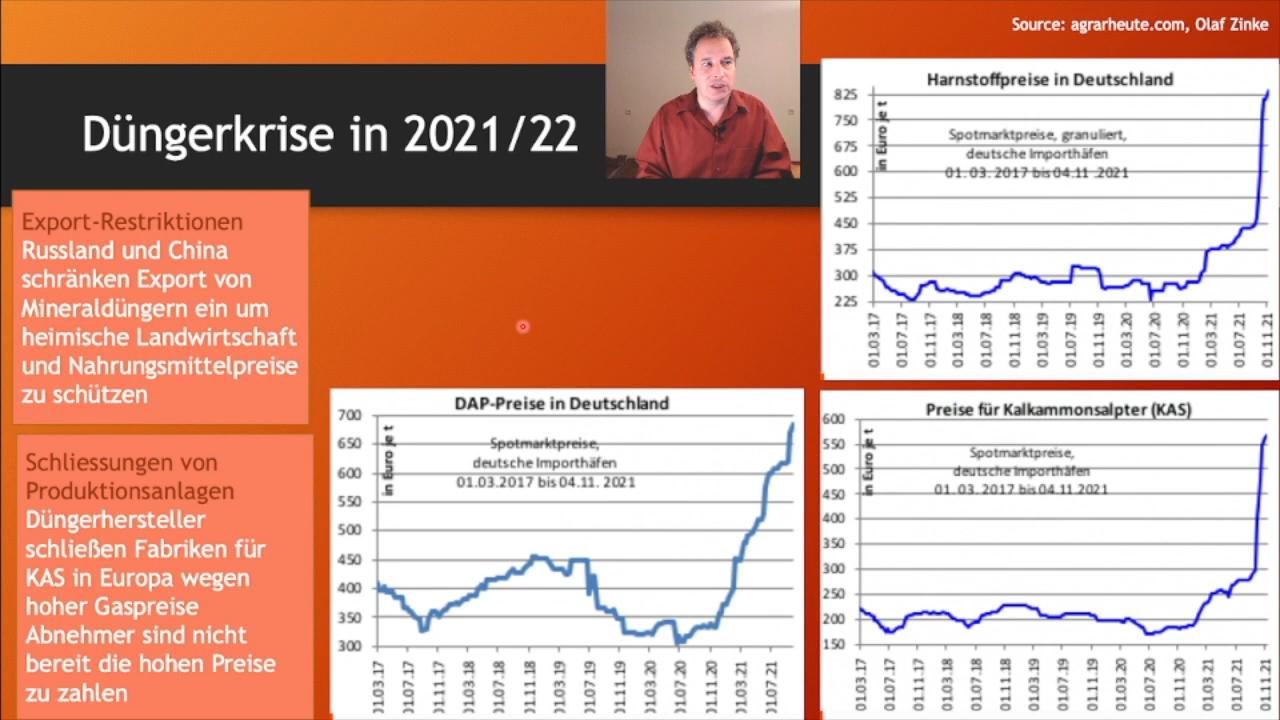 Source: agrarheute.com, Olaf Zinke
Düngerkrise in 2021/22
Export-Restriktionen
Russland und China
schränken Export von
Mineraldüngern ein um
heimische Landwirtschaft
und Nahrungsmittelpreise
zu schützen
Schliessungen von
Produktionsanlagen
Düngerhersteller
schließen Fabriken für
KAS in Europa wegen
hoher Gaspreise
Abnehmer sind nicht
bereit die hohen Preise
zu zahlen
Harnstoffpreise in Deutschland
in Euro je t
Spotmarktpreise, granuliert,
deutsche Importhäfen
01. 03. 2017 bis 04.11 .2021
825
750
675
600
525
450
375
300
225
01.03.17
01.07.17
01.11.17
01.03.18
01.07.18
01.11.18
01.03.19
01.07.19
01.11.19
01.03.20
01.07.20
01.11.20
01.03.21
01.07.21
01.11.21
DAP-Preise in Deutschland
in Euro je t
Spotmarktpreise,
deutsche Importhäfen
01.03.2017 bis 04.11. 2021
700
650
600
550
500
450
400
350
300
01.03.17
01.07.17
01.11.17
01.03.18
01.07.18
01.11.18
01.03.19
01.07.19
01.11.19
01.03.20
01.07.20
01.11.20
01.03.21
01.07.21
Preise für Kalkammonsalpter (KAS)
in Euro je t
Spotmarktpreise,
deutsche Importhäfen
01. 03. 2017 bis 04.11.2021
600
500
500
450
400
350
300
250
200
150
01.03.17
01.07.17
01.11.17
01.03.18
01.07.18
01.11.18
01.03.19
01.07.19
01.11.19
01.03.20
01.07.20
01.11.20
01.03.21
01.07.21
01.11.21